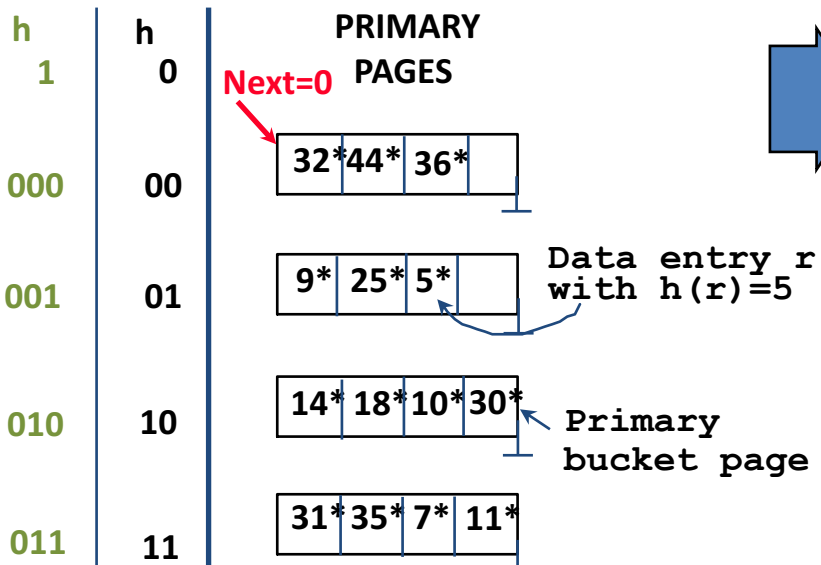 h
1
h
0
PRIMARY
PAGES
Next=0
000
00
32* 44* 36*
001
01
9* 25* 5*
Data entry r
with h(r)=5
010
10
14* 18* 10* 30*
Primary
bucket page
011
11
31* 35* 7* 11*